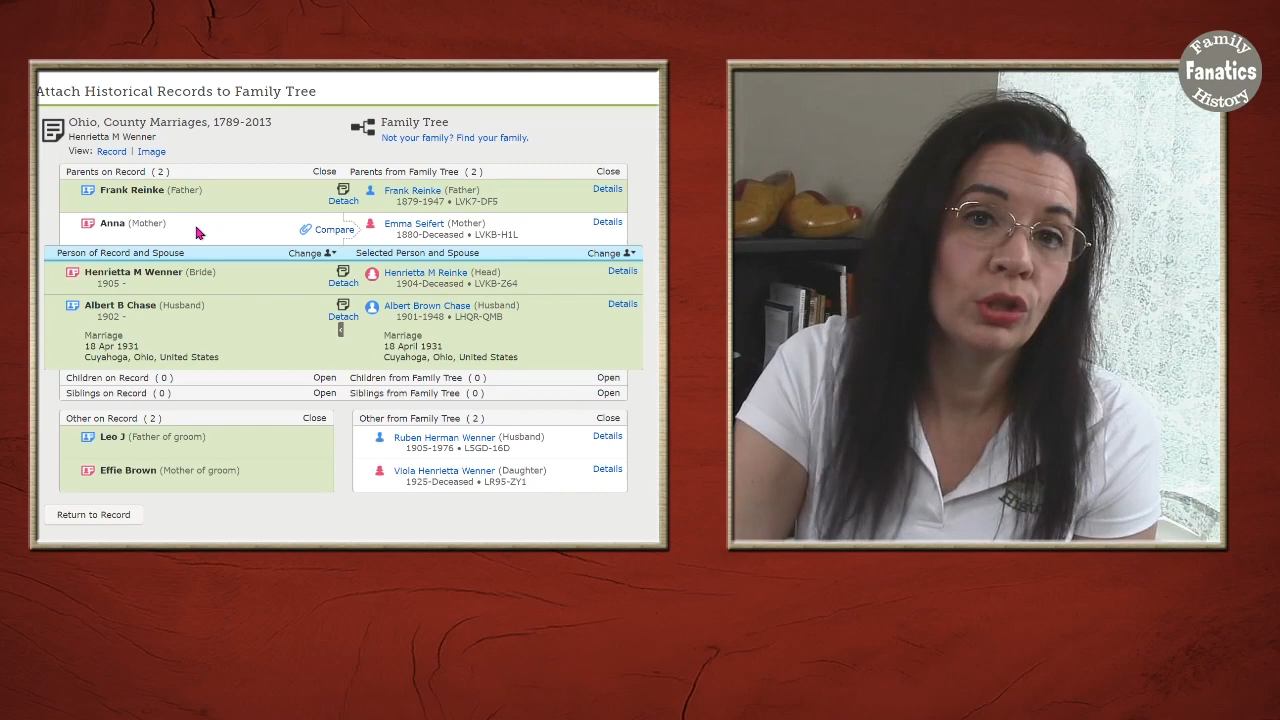 Attach Historical Records to Family Tree
Ohio, County Marriages, 1789-2013
Henrietta M Wenner
View: Record | Image
Family Tree
Not your family? Find your family.
Parents on Record ( 2 ) Close
Parents from Family Tree ( 2 ) Close
Frank Reinke (Father)
Detach
Frank Reinke (Father) Details
1879-1947 • LVK7-DF5
Anna (Mother)
Compare
Emma Seifert (Mother) Details
1880-Deceased • LVKB-H1L
Person of Record and Spouse Change
Selected Person and Spouse Change
Henrietta M Wenner (Bride)
1905 -
Detach
Henrietta M Reinke (Head) Details
1904-Deceased • LVKB-Z64
Albert B Chase (Husband)
1902 -
Detach
Albert Brown Chase (Husband) Details
1901-1948 • LHQR-QMB
Marriage
18 Apr 1931
Cuyahoga, Ohio, United States
Marriage
18 April 1931
Cuyahoga, Ohio, United States
Children on Record ( 0 ) Open
Children from Family Tree ( 0 ) Open
Siblings on Record ( 0 ) Open
Siblings from Family Tree ( 0 ) Open
Other on Record ( 2 ) Close
Other from Family Tree ( 2 ) Close
Leo J (Father of groom)
Ruben Herman Wenner (Husband) Details
1905-1976 • L5GD-16D
Effie Brown (Mother of groom)
Viola Henrietta Wenner (Daughter) Details
1925-Deceased • LR95-ZY1
Return to Record
Family
Fanatics
History